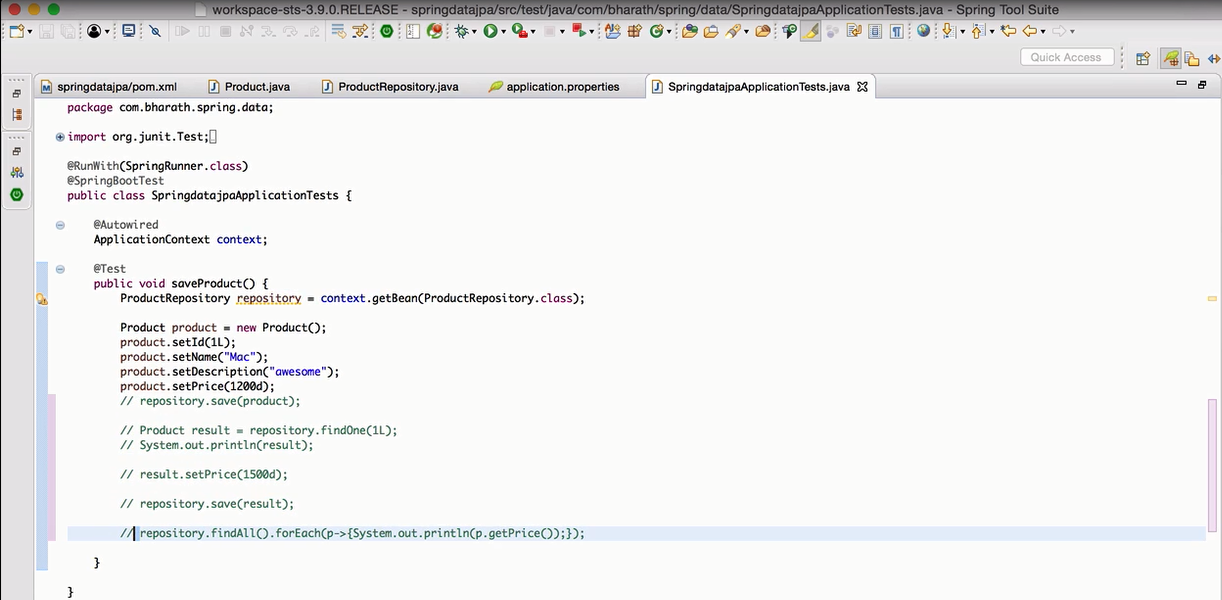 workspace-sts-3.9.0.RELEASE - springdatajpa/src/test/java/com/bharath/spring/data/SpringdatajpaApplicationTests.java - Spring Tool Suite
Quick Access
springdatajpa/pom.xml
Product.java
ProductRepository.java
application.properties
SpringdatajpaApplicationTests.java
package com.bharath.spring.data;
import org.junit.Test;
@RunWith(SpringRunner.class)
@SpringBootTest
public class SpringdatajpaApplicationTests {
@Autowired
ApplicationContext context;
@Test
public void saveProduct() {
ProductRepository repository = context.getBean(ProductRepository.class);
Product product = new Product();
product.setId(1L);
product.setName("Mac");
product.setDescription("awesome");
product.setPrice(1200d);
// repository.save(product);
// Product result = repository.findOne(1L);
// System.out.println(result);
// result.setPrice(1500d);
// repository.save(result);
// repository.findAll().forEach(p->{System.out.println(p.getPrice());});
}
}